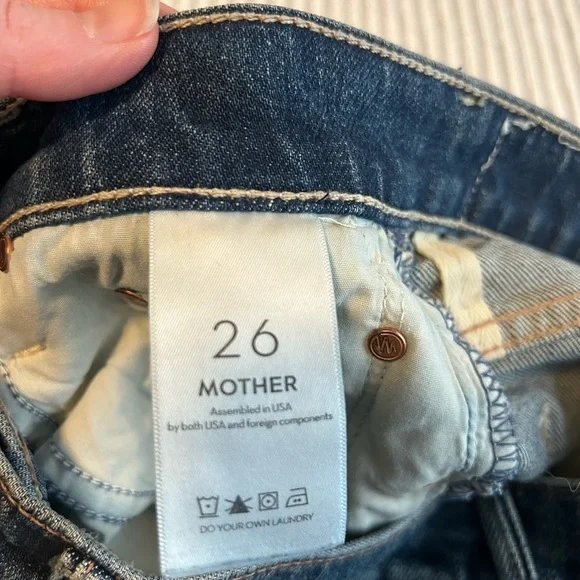 26
MOTHER
Assembled in USA
by both USA and foreign components
DO YOUR OWN LAUNDRY